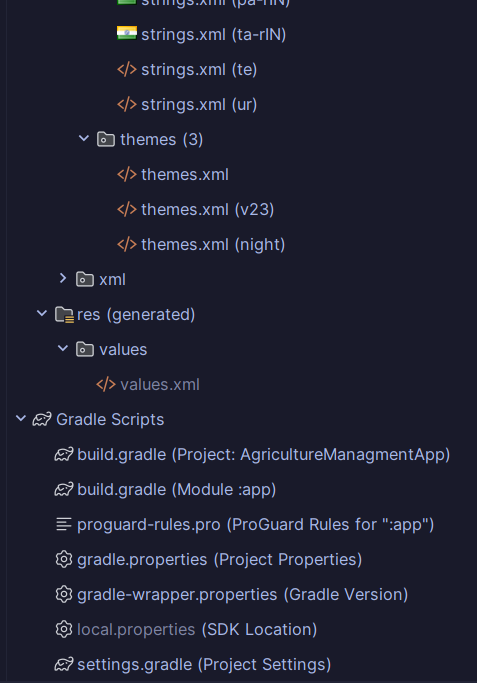 strings.xml (pa-rIN)
strings.xml (ta-rIN)
strings.xml (te)
strings.xml (ur)
themes (3)
themes.xml
themes.xml (v23)
themes.xml (night)
xml
res (generated)
values
values.xml
Gradle Scripts
build.gradle (Project: AgricultureManagmentApp)
build.gradle (Module :app)
proguard-rules.pro (ProGuard Rules for ":app")
gradle.properties (Project Properties)
gradle-wrapper.properties (Gradle Version)
local.properties (SDK Location)
settings.gradle (Project Settings)